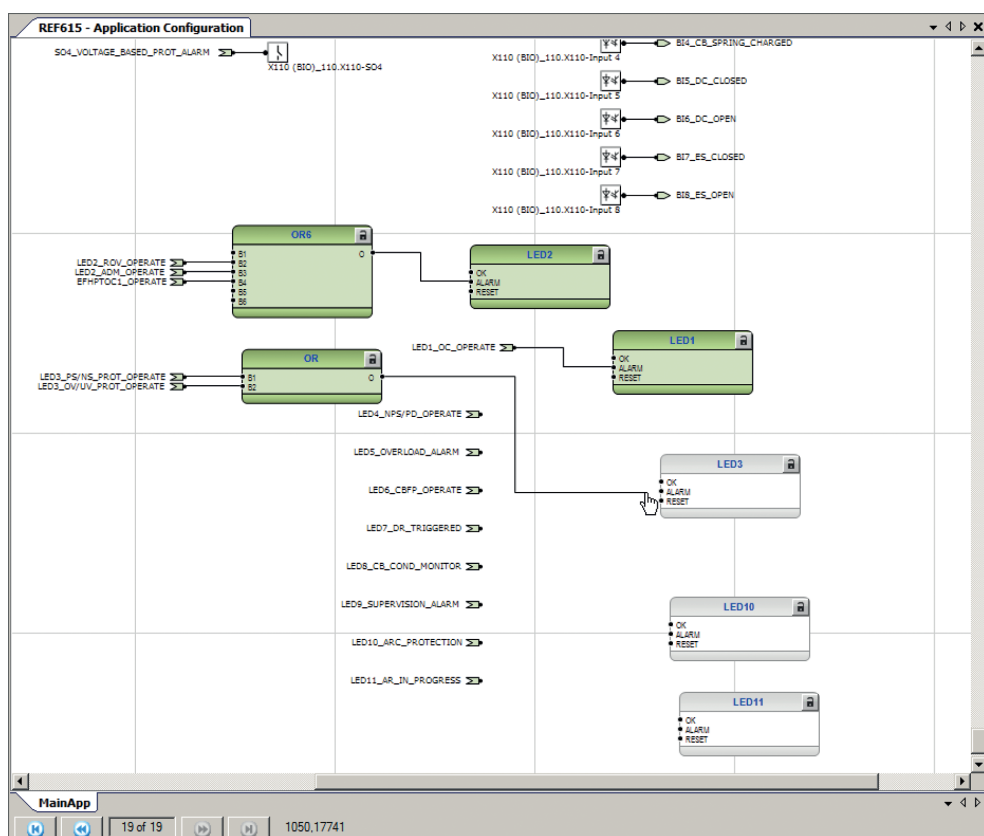 REF615 - Application Configuration
SO4_VOLTAGE_BASED_PROT_ALARM
X110 (BIO)_110.X110-SO4
BI4_CB_SPRING_CHARGED
X110 (BIO)_110.X110-Input 4
BI5_DC_CLOSED
X110 (BIO)_110.X110-Input 5
BI6_DC_OPEN
X110 (BIO)_110.X110-Input 6
BI7_ES_CLOSED
X110 (BIO)_110.X110-Input 7
BI8_ES_OPEN
X110 (BIO)_110.X110-Input 8
OR6
B1
B2
B3
B4
B5
B6
O
LED2_ROV_OPERATE
LED2_ADM_OPERATE
EFHPTOC1_OPERATE
LED2
OK
ALARM
RESET
LED1_OC_OPERATE
LED1
OK
ALARM
RESET
OR
B1
B2
O
LED3_PS/NS_PROT_OPERATE
LED3_OV/UV_PROT_OPERATE
LED4_NPS/PD_OPERATE
LED5_OVERLOAD_ALARM
LED6_CBFP_OPERATE
LED3
OK
ALARM
RESET
LED7_DR_TRIGGERED
LED8_CB_COND_MONITOR
LED9_SUPERVISION_ALARM
LED10_ARC_PROTECTION
LED10
OK
ALARM
RESET
LED11_AR_IN_PROGRESS
LED11
OK
ALARM
RESET
MainApp
19 of 19
1050,17741